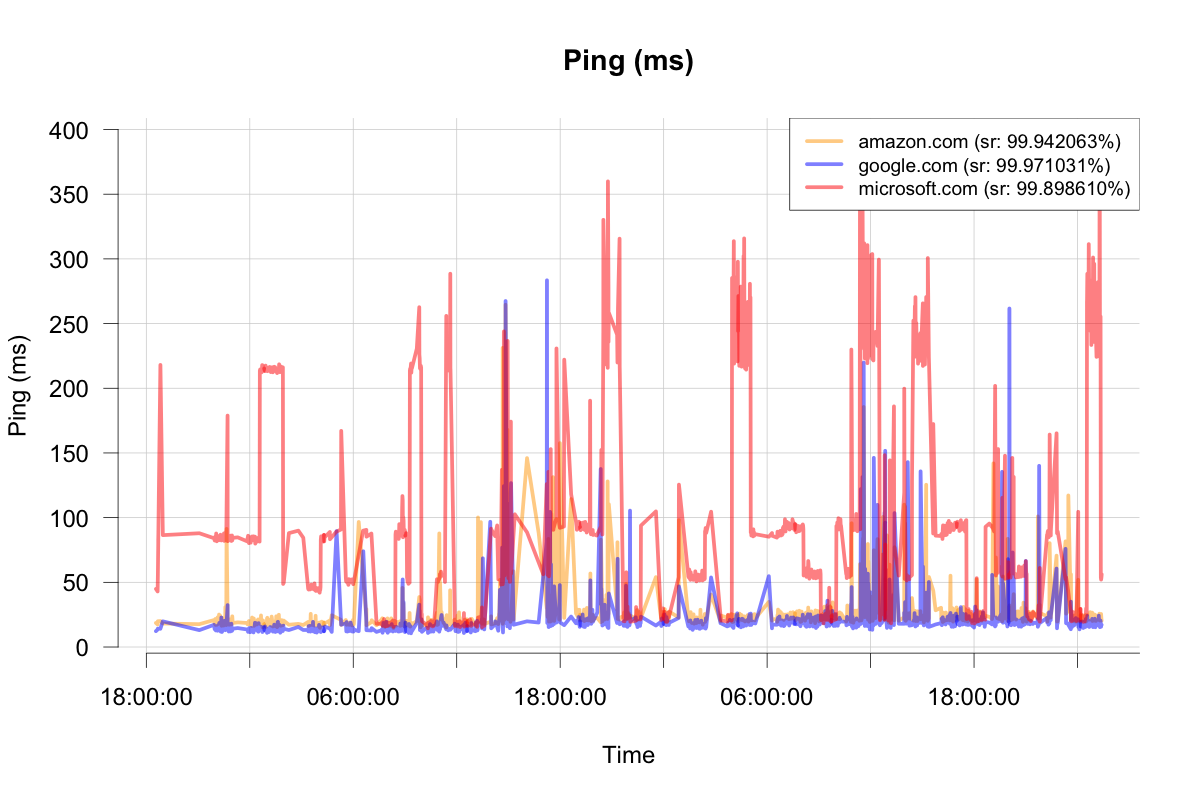 Ping (ms)
400
350
300
250
200
150
100
50
0
Ping (ms)
amazon.com (sr: 99.942063%)
google.com (sr: 99.971031%)
microsoft.com (sr: 99.898610%)
18:00:00 06:00:00 18:00:00 06:00:00 18:00:00
Time